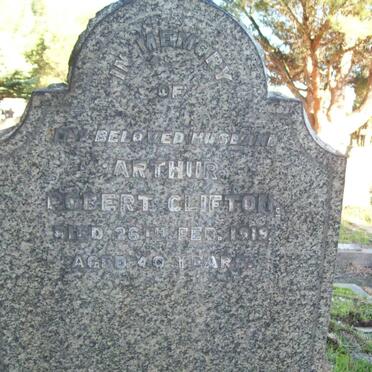 IN MEMORY
OF
MY BELOVED HUSBAND
ARTHUR
ROBERT CLIFTON,
DIED 26TH FEB. 1919
AGED 40 YEARS